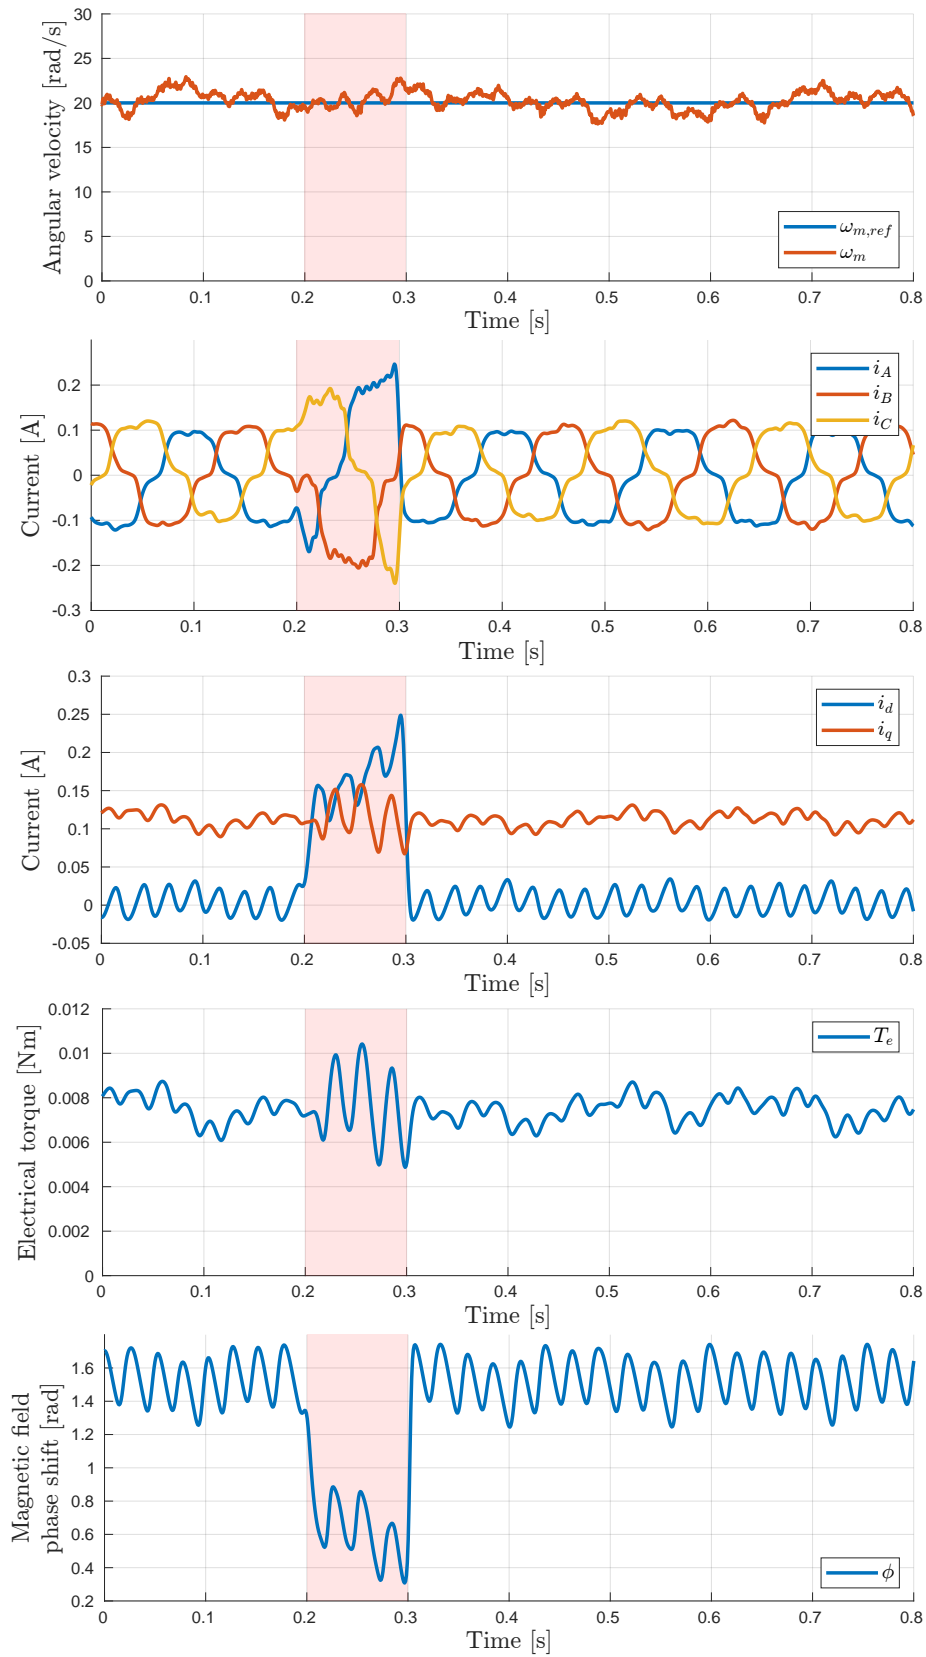 30
25
20
15
10
5
0
Angular velocity [rad/s]
ω_{m,ref}
ω_m
0 0.1 0.2 0.3 0.4 0.5 0.6 0.7 0.8
Time [s]
0.2
0.1
0
-0.1
-0.2
-0.3
Current [A]
i_A
i_B
i_C
0 0.1 0.2 0.3 0.4 0.5 0.6 0.7 0.8
Time [s]
0.3
0.25
0.2
0.15
0.1
0.05
0
-0.05
Current [A]
i_d
i_q
0 0.1 0.2 0.3 0.4 0.5 0.6 0.7 0.8
Time [s]
0.012
0.01
0.008
0.006
0.004
0.002
0
Electrical torque [Nm]
T_e
0 0.1 0.2 0.3 0.4 0.5 0.6 0.7 0.8
Time [s]
1.6
1.4
1.2
1
0.8
0.6
0.4
0.2
Magnetic field
phase shift [rad]
ϕ
0 0.1 0.2 0.3 0.4 0.5 0.6 0.7 0.8
Time [s]